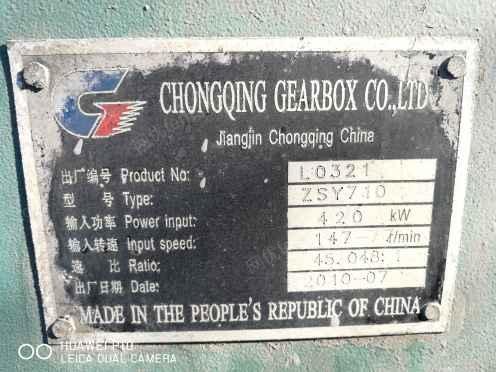 CHONGQING GEARBOX CO.,LTD
Jiangjin Chongqing China
出厂编号 Product No: L0321
型 号 Type: ZSY710
输入功率 Power input: 420 kW
输入转速 Input speed: 147 r/min
速 比 Ratio: 45.048:1
出厂日期 Date: 2010-07
MADE IN THE PEOPLE'S REPUBLIC OF CHINA
HUAWEI P10
LEICA DUAL CAMERA